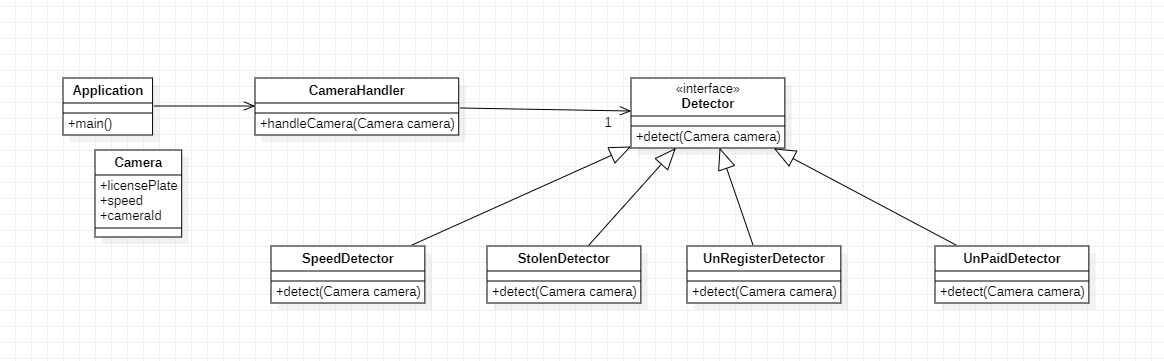 Application
+main()
CameraHandler
+handleCamera(Camera camera)
1
«interface»
Detector
+detect(Camera camera)
Camera
+licensePlate
+speed
+cameraId
SpeedDetector
+detect(Camera camera)
StolenDetector
+detect(Camera camera)
UnRegisterDetector
+detect(Camera camera)
UnPaidDetector
+detect(Camera camera)